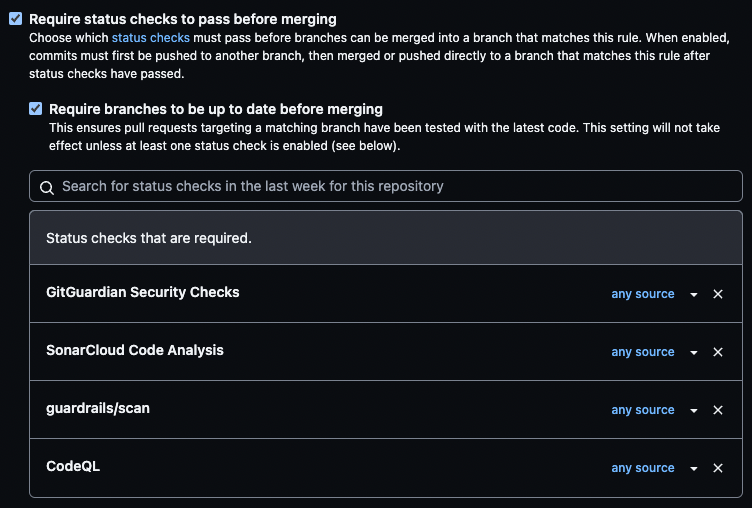 Require status checks to pass before merging
Choose which status checks must pass before branches can be merged into a branch that matches this rule. When enabled,
commits must first be pushed to another branch, then merged or pushed directly to a branch that matches this rule after
status checks have passed.
Require branches to be up to date before merging
This ensures pull requests targeting a matching branch have been tested with the latest code. This setting will not take
effect unless at least one status check is enabled (see below).
Search for status checks in the last week for this repository
Status checks that are required.
GitGuardian Security Checks any source
SonarCloud Code Analysis any source
guardrails/scan any source
CodeQL any source